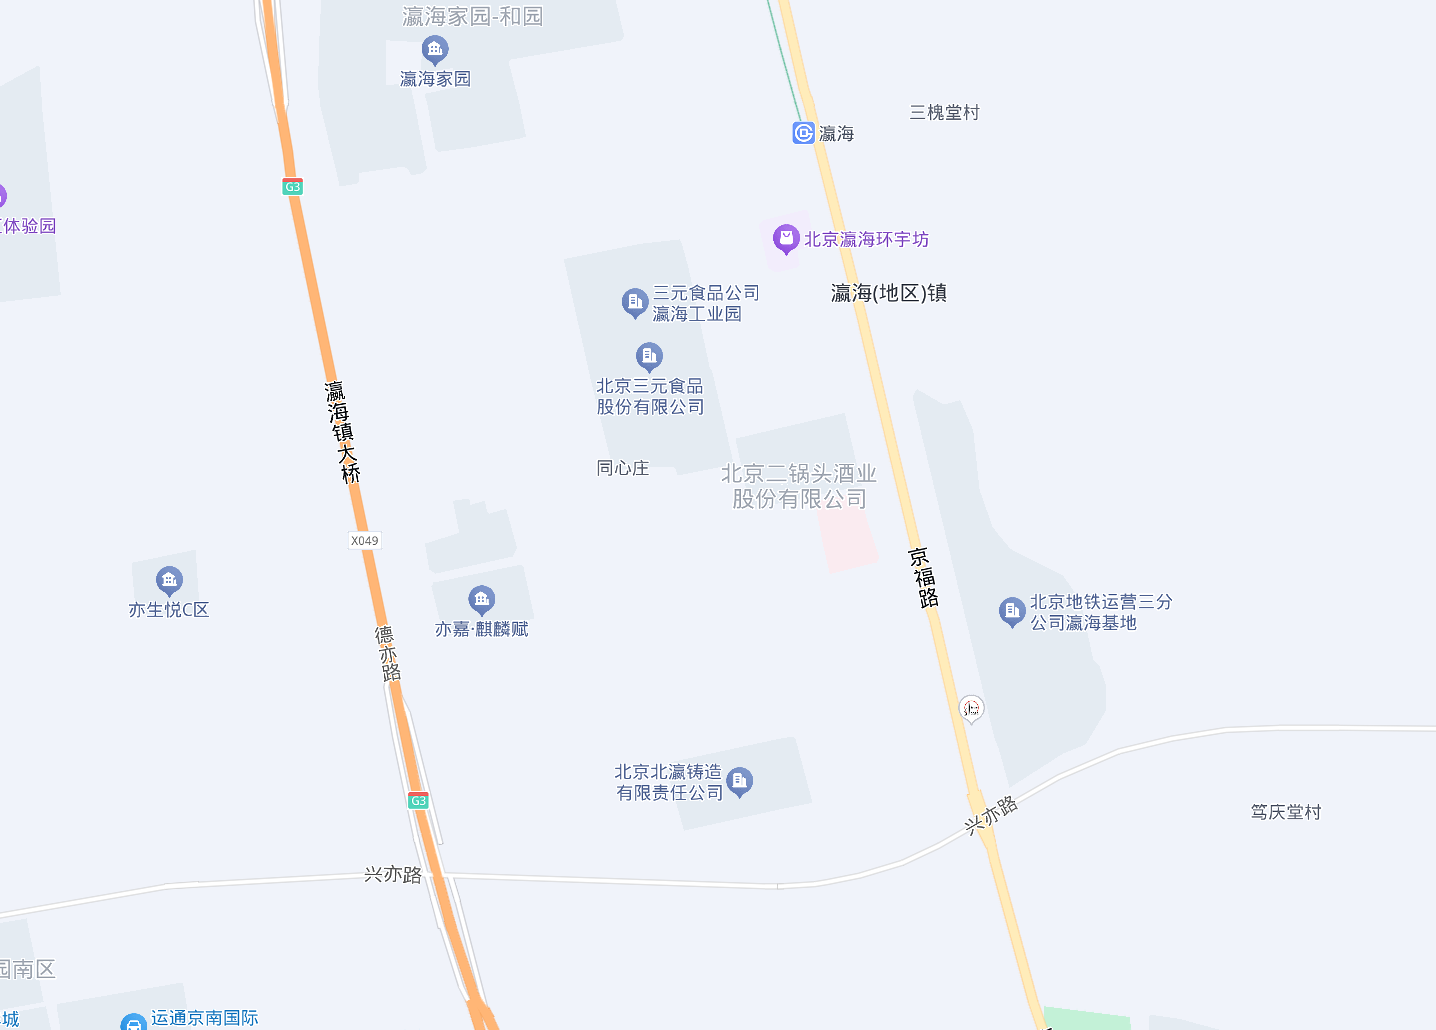 瀛海家园-和园
瀛海家园
三槐堂村
瀛海
G3
体验园
北京瀛海环宇坊
瀛海(地区)镇
三元食品公司
瀛海工业园
北京三元食品
股份有限公司
瀛海镇大桥
同心庄
北京二锅头酒业
股份有限公司
X049
京福路
亦生悦C区
亦嘉·麒麟赋
北京地铁运营三分
公司瀛海基地
德亦路
北京北瀛铸造
有限责任公司
G3
兴亦路
笃庆堂村
兴亦路
园南区
城
运通京南国际